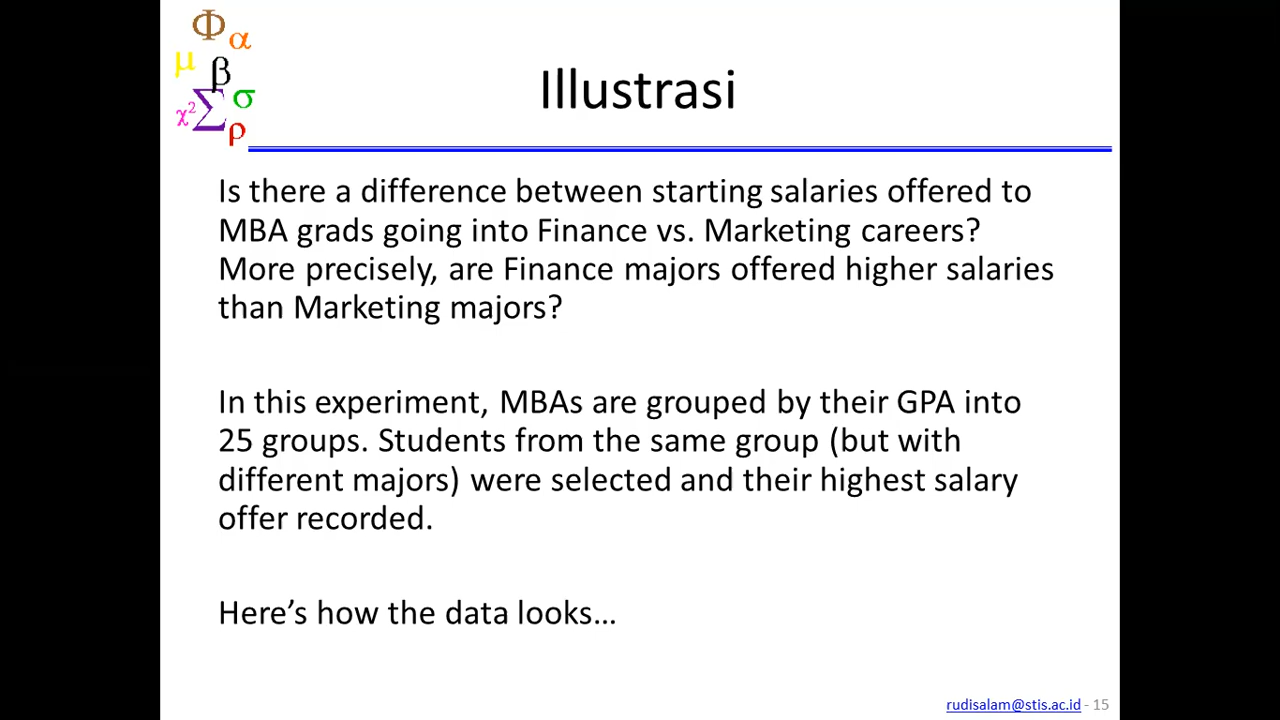 Φ α
μ β
χ² Σ σ
ρ
Illustrasi
Is there a difference between starting salaries offered to
MBA grads going into Finance vs. Marketing careers?
More precisely, are Finance majors offered higher salaries
than Marketing majors?
In this experiment, MBAs are grouped by their GPA into
25 groups. Students from the same group (but with
different majors) were selected and their highest salary
offer recorded.
Here’s how the data looks…
rudisalam@stis.ac.id - 15